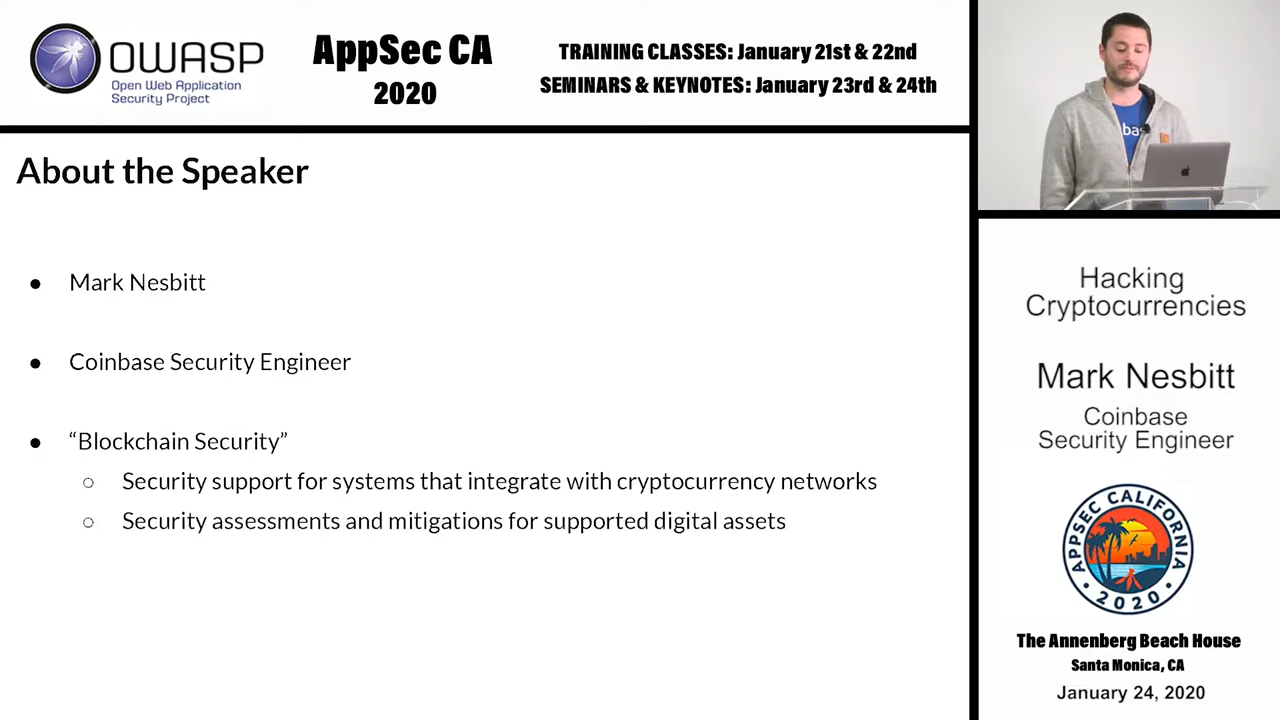 OWASP
Open Web Application
Security Project
AppSec CA
2020
TRAINING CLASSES: January 21st & 22nd
SEMINARS & KEYNOTES: January 23rd & 24th
About the Speaker
● Mark Nesbitt
● Coinbase Security Engineer
● “Blockchain Security”
○ Security support for systems that integrate with cryptocurrency networks
○ Security assessments and mitigations for supported digital assets
bas
Hacking
Cryptocurrencies
Mark Nesbitt
Coinbase
Security Engineer
APPSEC CALIFORNIA
• 2020 •
The Annenberg Beach House
Santa Monica, CA
January 24, 2020